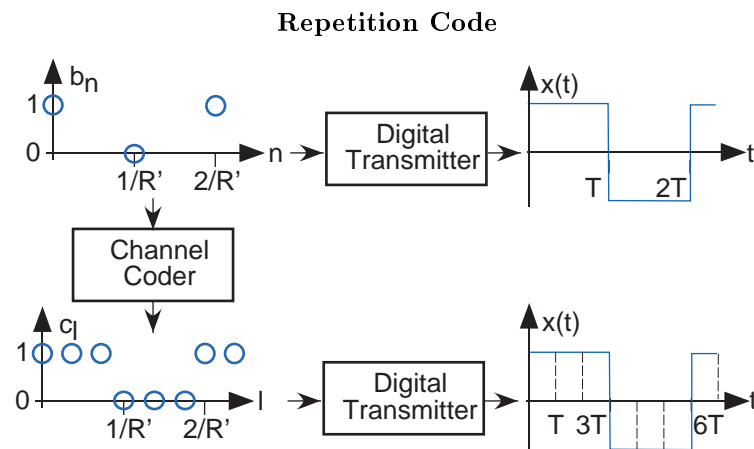 Repetition Code
bn
1
0
n
1/R' 2/R'
Digital
Transmitter
x(t)
T 2T
t
Channel
Coder
cl
1
0
l
1/R' 2/R'
Digital
Transmitter
x(t)
T 3T 6T
t